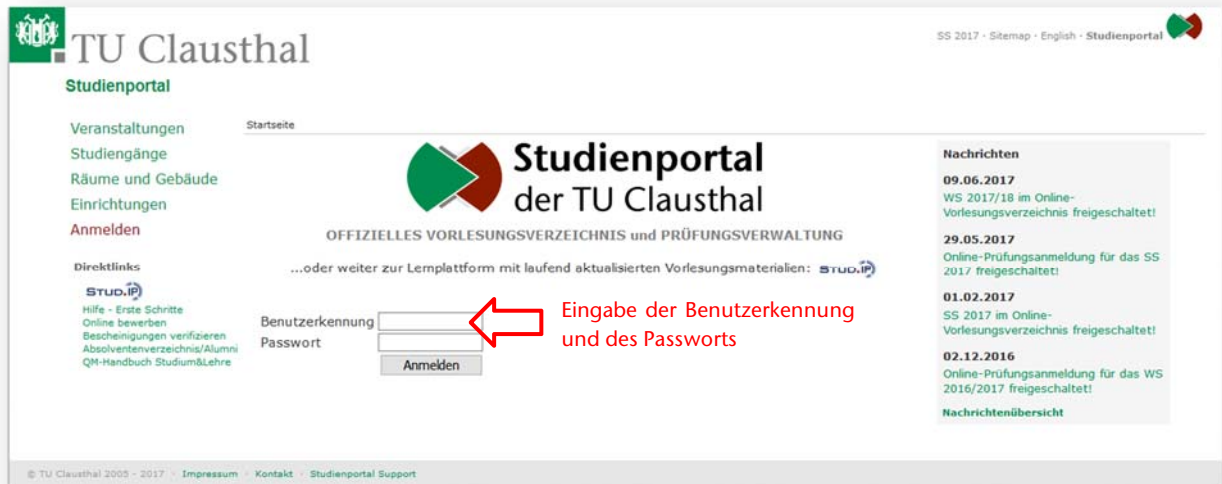 TU Clausthal
SS 2017 · Sitemap · English · Studienportal
Studienportal
Veranstaltungen
Studiengänge
Räume und Gebäude
Einrichtungen
Anmelden
Direktlinks
STUD.IP
Hilfe - Erste Schritte
Online bewerben
Bescheinigungen verifizieren
Absolventenverzeichnis/Alumni
QM-Handbuch Studium&Lehre
Startseite
Studienportal
der TU Clausthal
OFFIZIELLES VORLESUNGSVERZEICHNIS und PRÜFUNGSVERWALTUNG
...oder weiter zur Lernplattform mit laufend aktualisierten Vorlesungsmaterialien: STUD.IP
Benutzerkennung
Passwort
Anmelden
Eingabe der Benutzerkennung
und des Passworts
Nachrichten
09.06.2017
WS 2017/18 im Online-
Vorlesungsverzeichnis freigeschaltet!
29.05.2017
Online-Prüfungsanmeldung für das SS
2017 freigeschaltet!
01.02.2017
SS 2017 im Online-
Vorlesungsverzeichnis freigeschaltet!
02.12.2016
Online-Prüfungsanmeldung für das WS
2016/2017 freigeschaltet!
Nachrichtenübersicht
© TU Clausthal 2005 - 2017 · Impressum · Kontakt · Studienportal Support